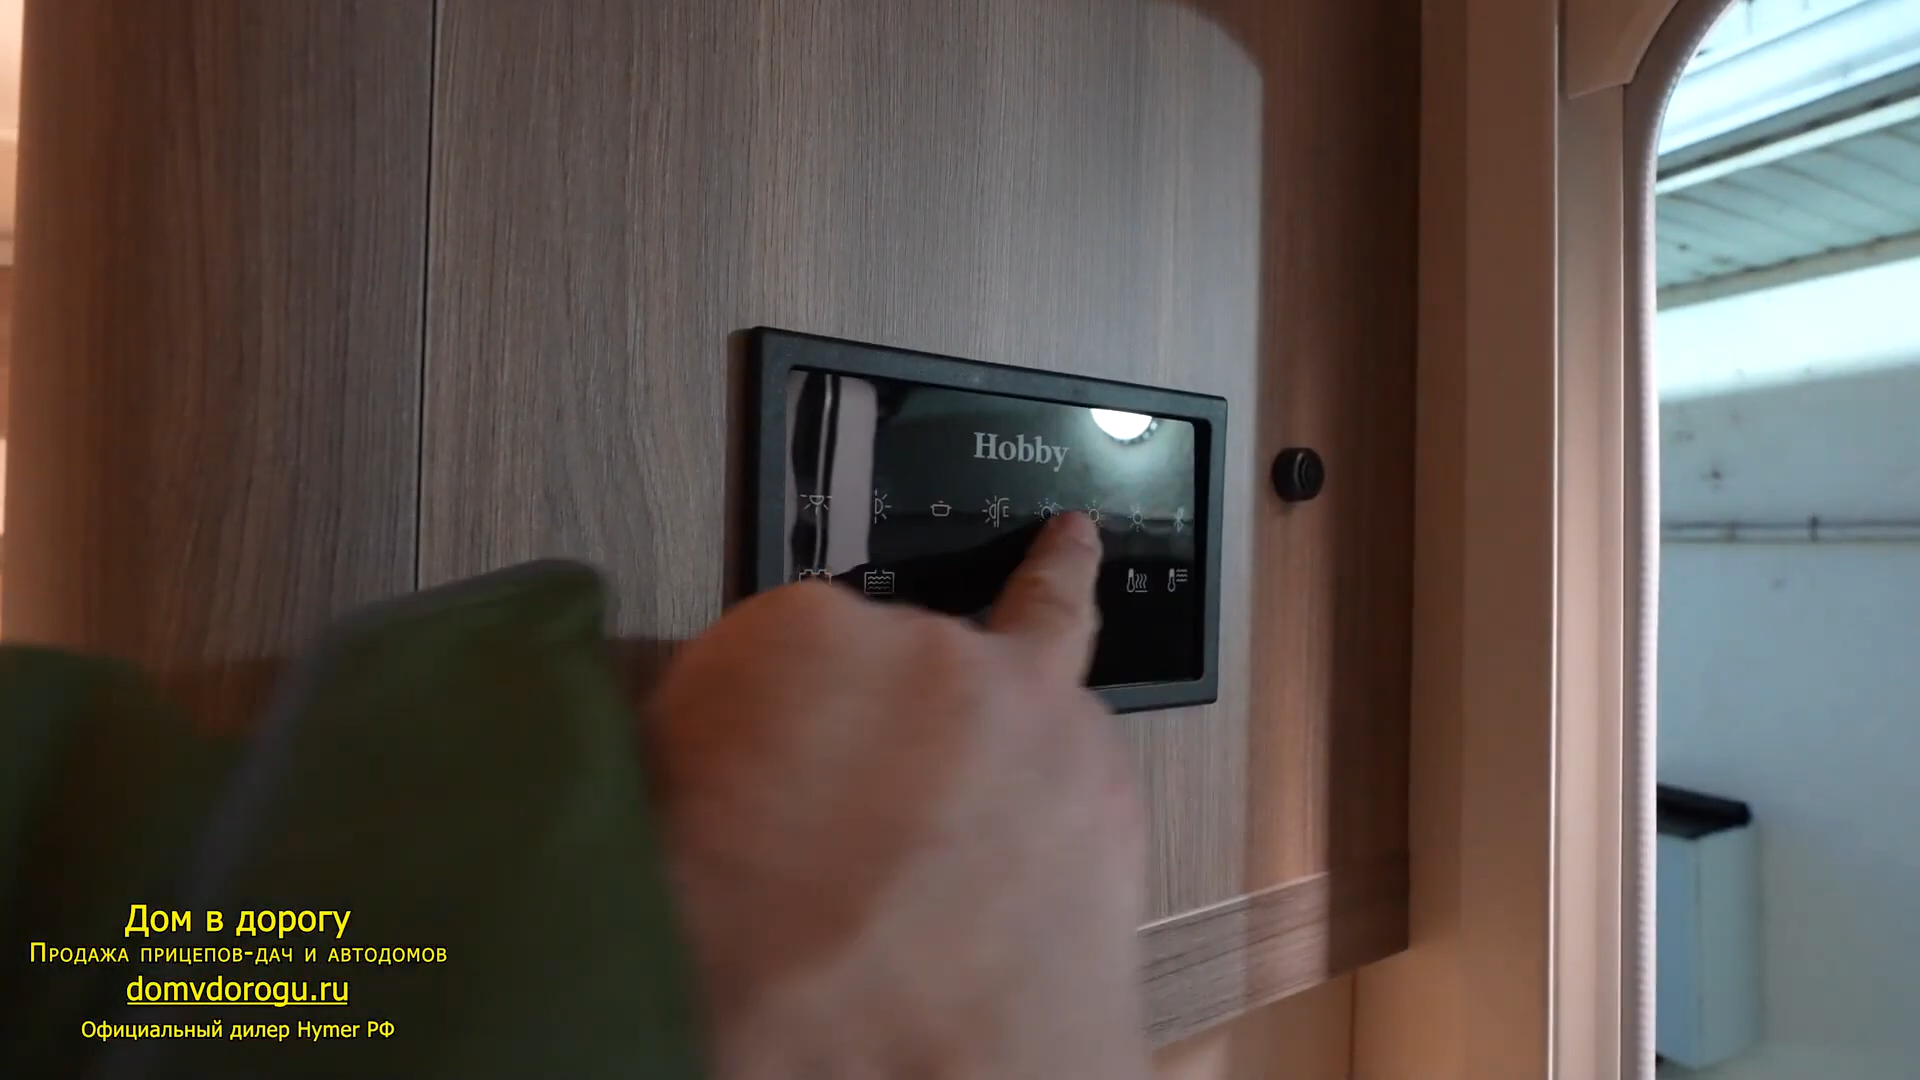 Hobby
E
Дом в дорогу
Продажа прицепов-дач и автодомов
domvdorogu.ru
Официальный дилер Hymer РФ